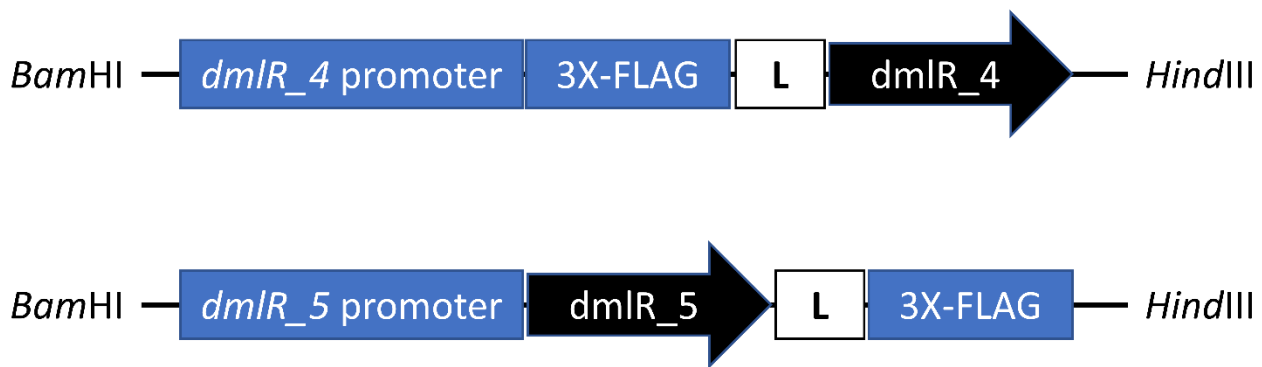 BamHI dmlR_4 promoter 3X-FLAG L dmlR_4 HindIII
BamHI dmlR_5 promoter dmlR_5 L 3X-FLAG HindIII